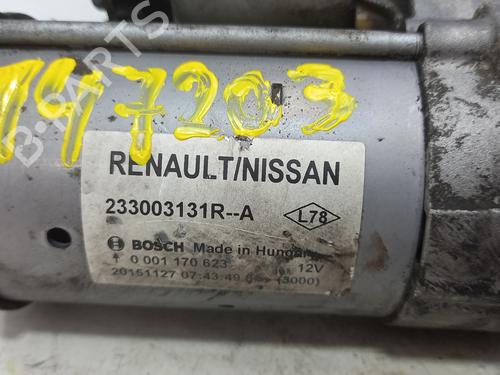 197203
B-PARTS
RENAULT/NISSAN
233003131R--A
L78
BOSCH Made in Hungary
0 001 170 623 12V
20151127 07:43:49 (3000)